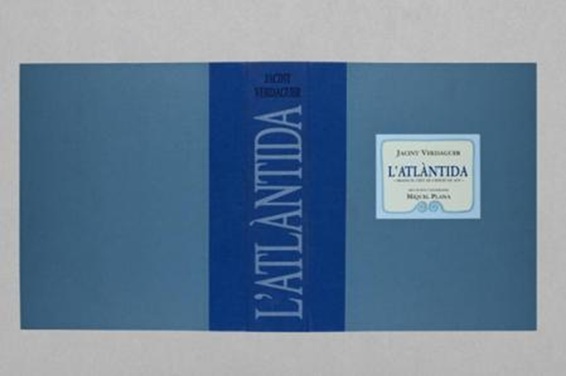 JACINT
VERDAGUER
L'ATLÀNTIDA
JACINT VERDAGUER
L'ATLÀNTIDA
MIQUEL PLANA